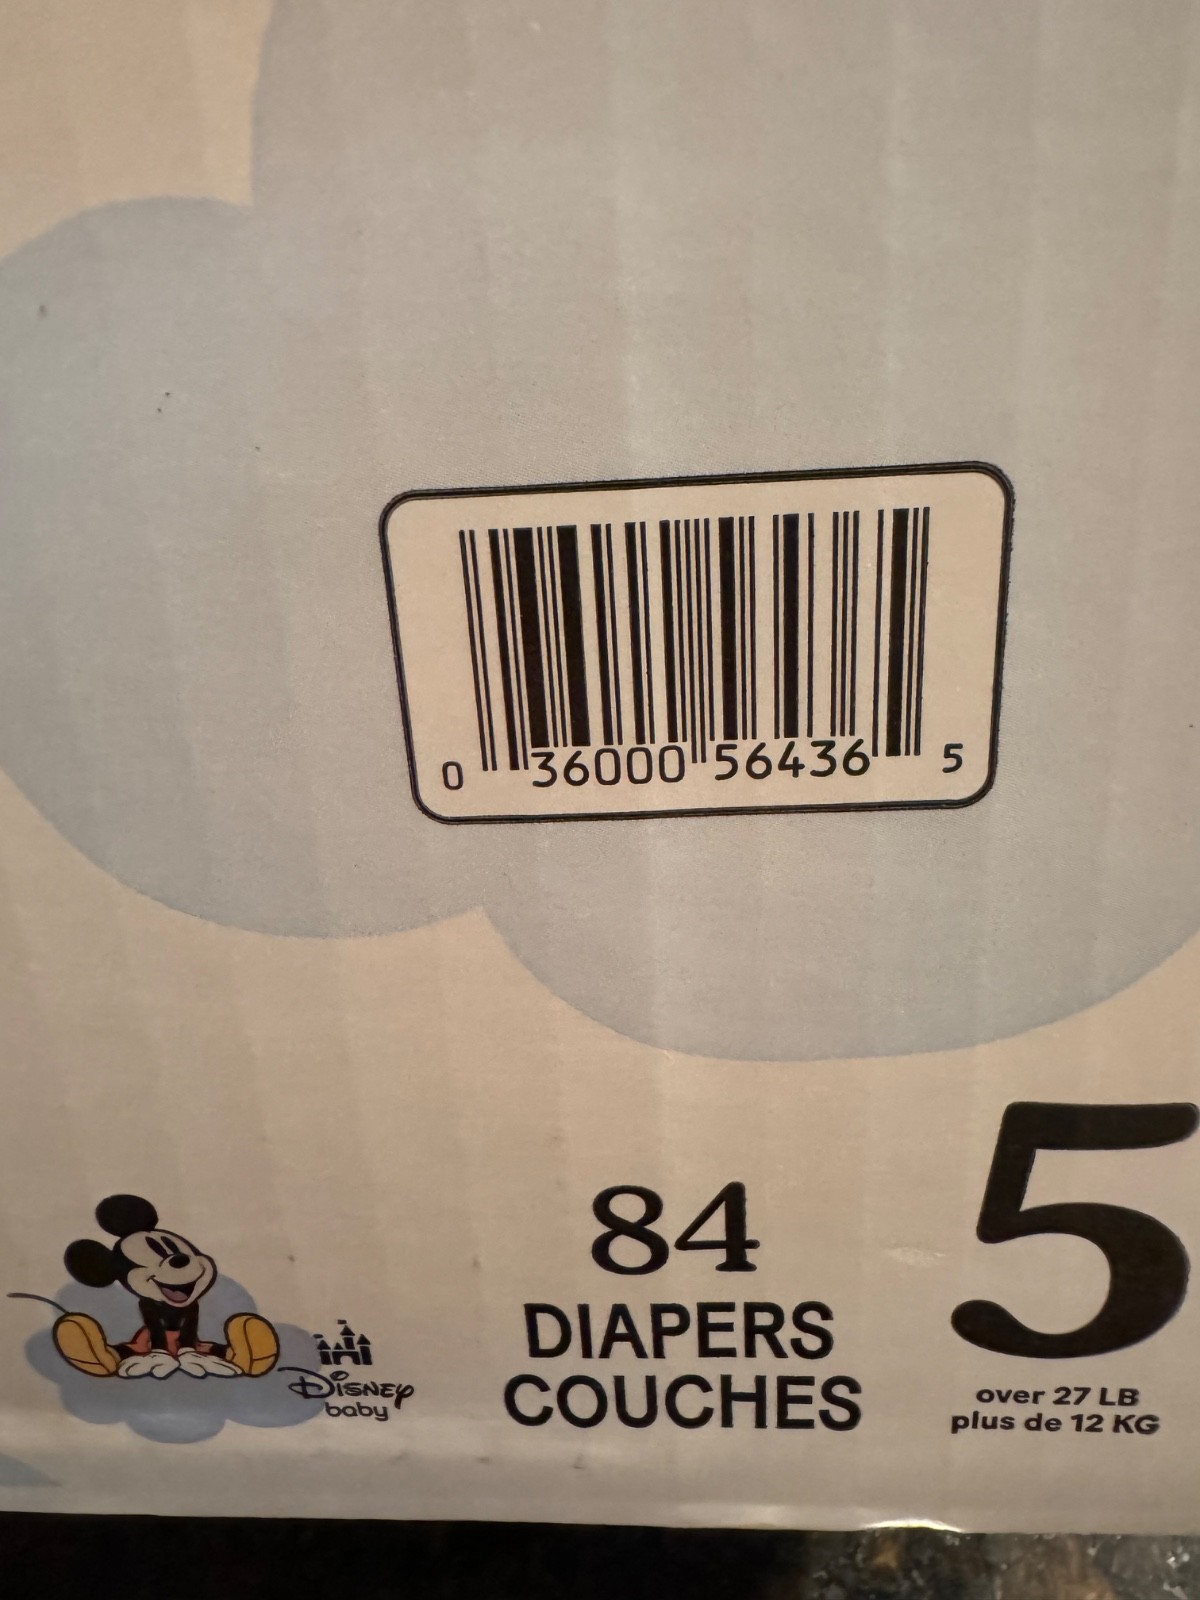 0 36000 56436 5
84
DIAPERS
COUCHES
5
over 27 LB
plus de 12 KG
Disney
baby